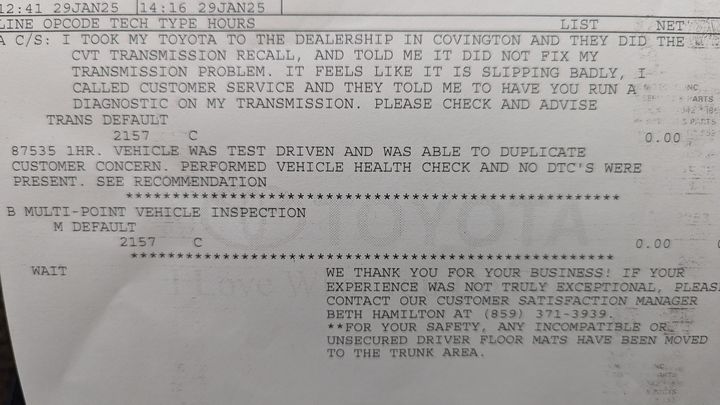 12:41 29JAN25 14:16 29JAN25
LINE OPCODE TECH TYPE HOURS LIST NET
A C/S: I TOOK MY TOYOTA TO THE DEALERSHIP IN COVINGTON AND THEY DID THE
CVT TRANSMISSION RECALL, AND TOLD ME IT DID NOT FIX MY
TRANSMISSION PROBLEM. IT FEELS LIKE IT IS SLIPPING BADLY, I
CALLED CUSTOMER SERVICE AND THEY TOLD ME TO HAVE YOU RUN A
DIAGNOSTIC ON MY TRANSMISSION. PLEASE CHECK AND ADVISE
TRANS DEFAULT
2157 C
0.00
87535 1HR. VEHICLE WAS TEST DRIVEN AND WAS ABLE TO DUPLICATE
CUSTOMER CONCERN. PERFORMED VEHICLE HEALTH CHECK AND NO DTC'S WERE
PRESENT. SEE RECOMMENDATION
B MULTI-POINT VEHICLE INSPECTION
TOYOTA
M DEFAULT
2157 C
0.00
WAIT WE THANK YOU FOR YOUR BUSINESS! IF YOUR
EXPERIENCE WAS NOT TRULY EXCEPTIONAL, PLEAS
CONTACT OUR CUSTOMER SATISFACTION MANAGER
BETH HAMILTON AT (859) 371-3939.
**FOR YOUR SAFETY, ANY INCOMPATIBLE OR
UNSECURED DRIVER FLOOR MATS HAVE BEEN MOVED
TO THE TRUNK AREA.